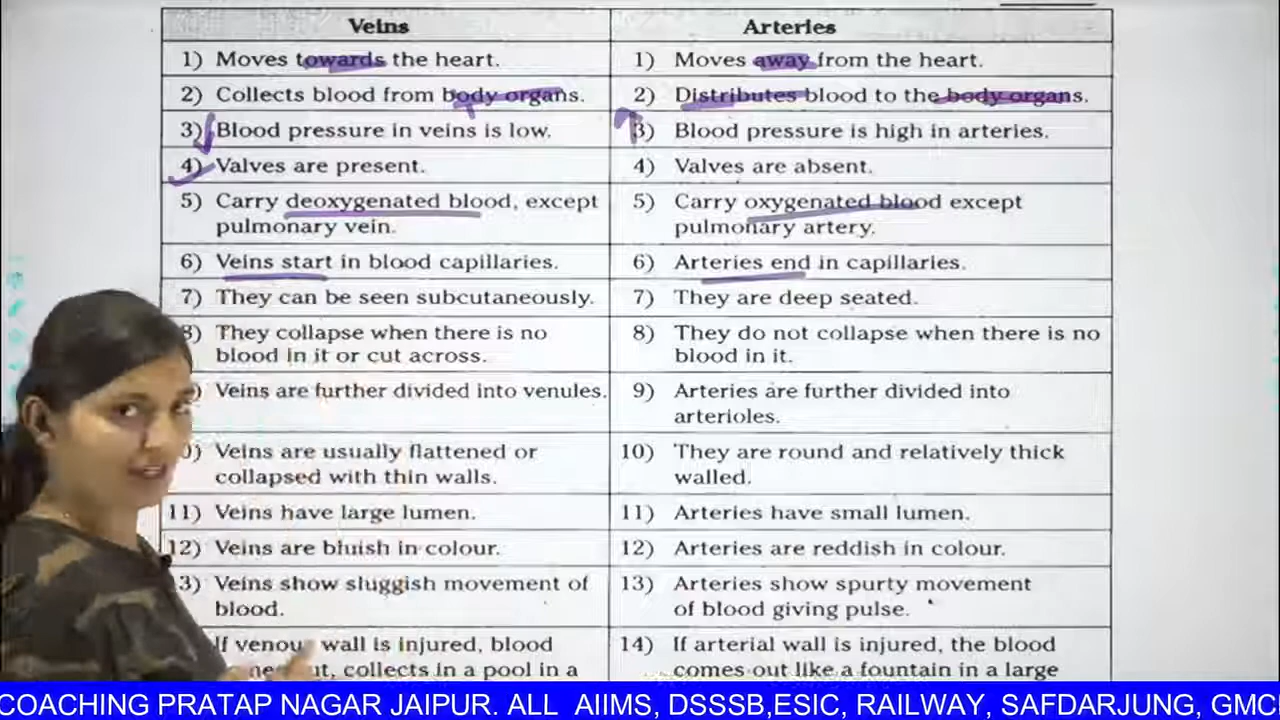 Veins Arteries
1) Moves towards the heart. 1) Moves away from the heart.
2) Collects blood from body organs. 2) Distributes blood to the body organs.
3) Blood pressure in veins is low. 3) Blood pressure is high in arteries.
4) Valves are present. 4) Valves are absent.
5) Carry deoxygenated blood, except 5) Carry oxygenated blood except
pulmonary vein. pulmonary artery.
6) Veins start in blood capillaries. 6) Arteries end in capillaries.
7) They can be seen subcutaneously. 7) They are deep seated.
8) They collapse when there is no 8) They do not collapse when there is no
blood in it or cut across. blood in it.
) Veins are further divided into venules. 9) Arteries are further divided into
arterioles.
0) Veins are usually flattened or 10) They are round and relatively thick
collapsed with thin walls. walled.
11) Veins have large lumen. 11) Arteries have small lumen.
12) Veins are bluish in colour. 12) Arteries are reddish in colour.
3) Veins show sluggish movement of 13) Arteries show spurty movement
blood. of blood giving pulse.
If venous wall is injured, blood 14) If arterial wall is injured, the blood
collects in a pool in a comes out like a fountain in a large
COACHING PRATAP NAGAR JAIPUR. ALL AIIMS, DSSSB,ESIC, RAILWAY, SAFDARJUNG, GMC